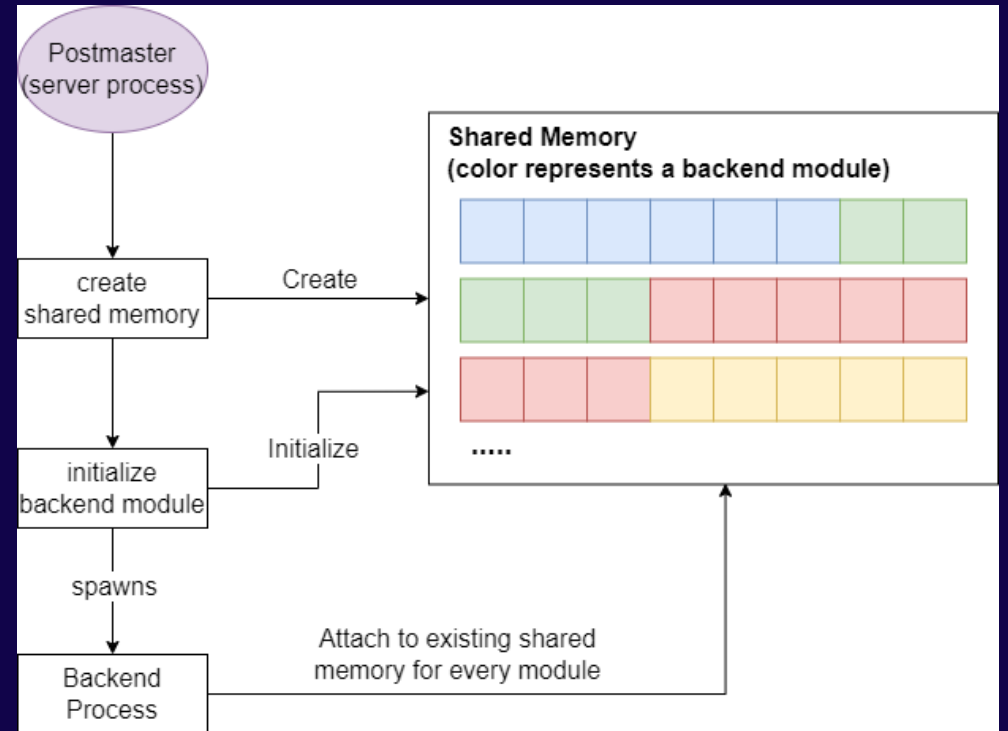 Postmaster
(server process)
Shared Memory
(color represents a backend module)
create
shared memory
Create
Initialize
.....
initialize
backend module
spawns
Attach to existing shared
memory for every module
Backend
Process